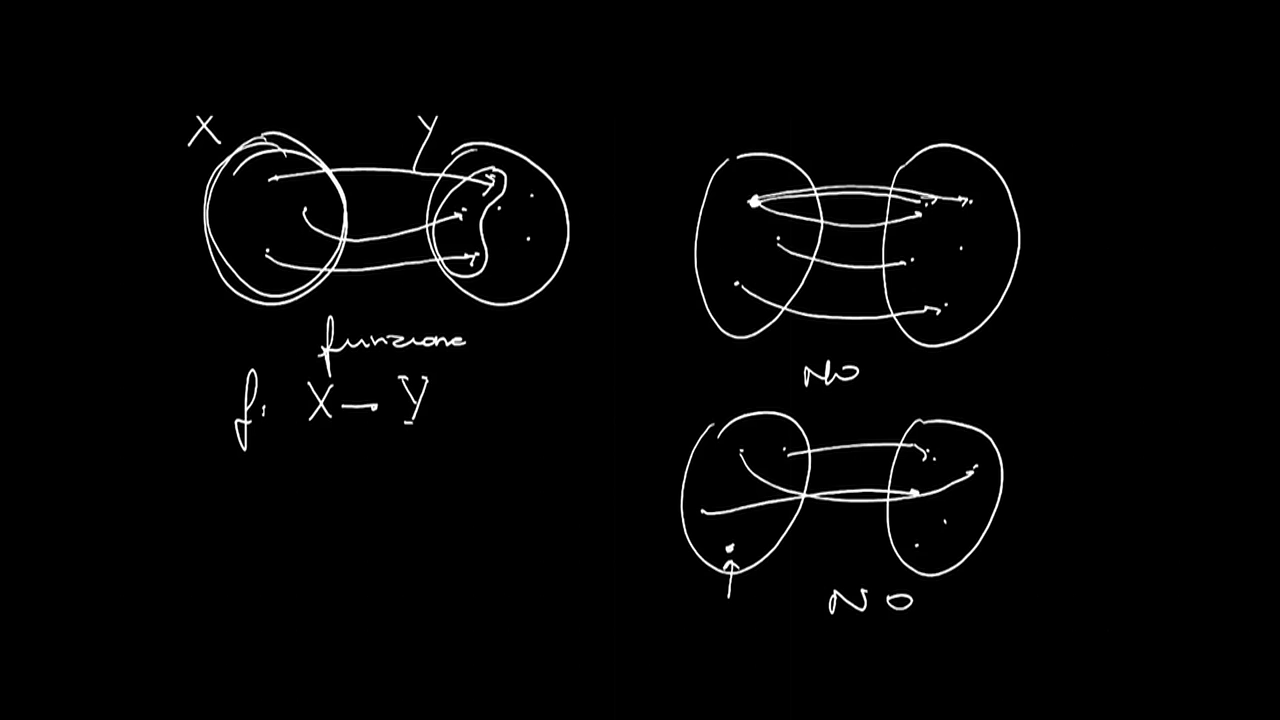 X Y
funzione
f: X → Y
NO
NO